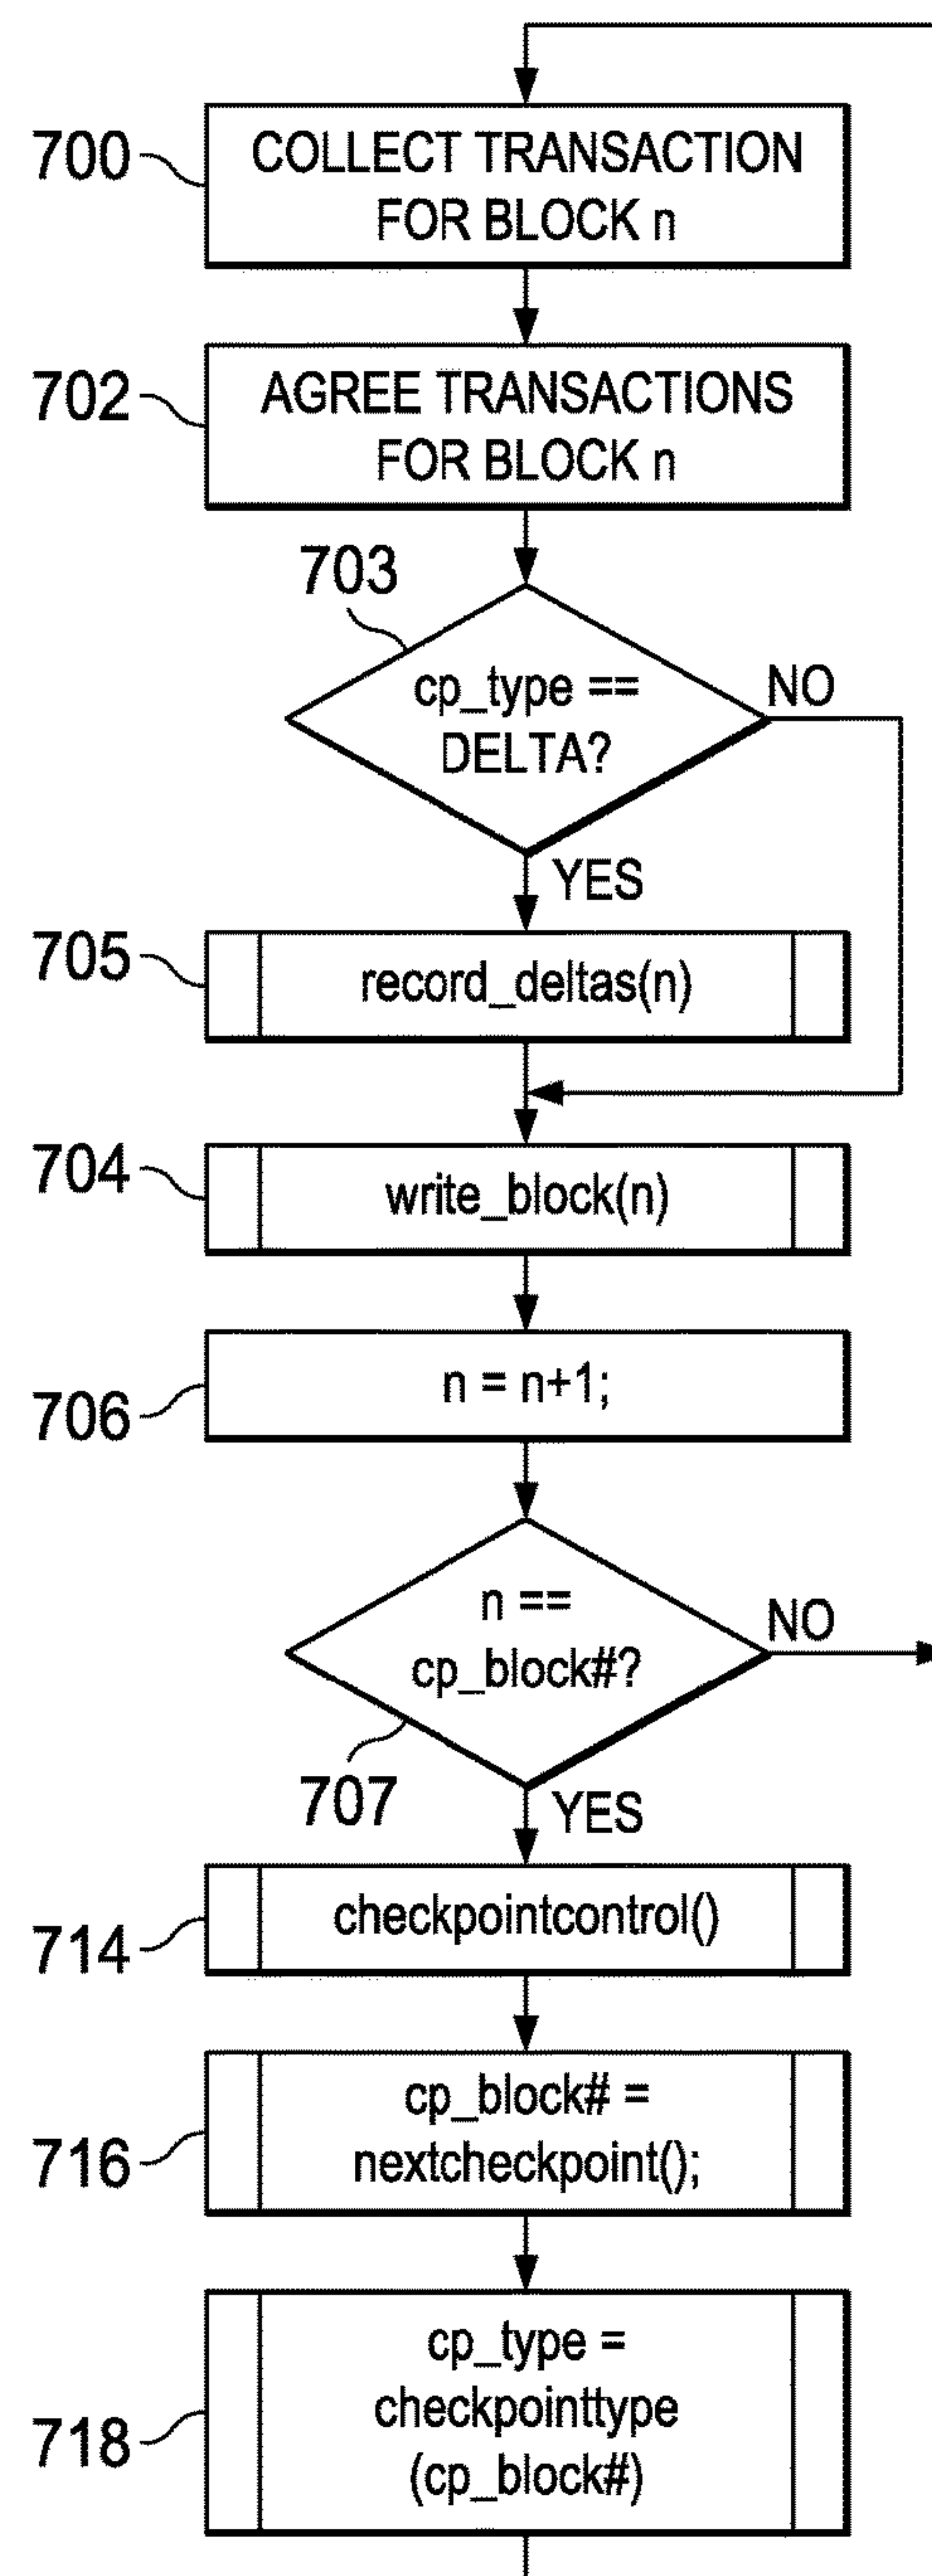 700
COLLECT TRANSACTION
FOR BLOCK n
702
AGREE TRANSACTIONS
FOR BLOCK n
703
cp_type ==
DELTA?
NO
YES
705
record_deltas(n)
704
write_block(n)
706
n = n+1;
n ==
cp_block#?
NO
707
YES
714
checkpointcontrol()
716
cp_block# =
nextcheckpoint();
718
cp_type =
checkpointtype
(cp_block#)